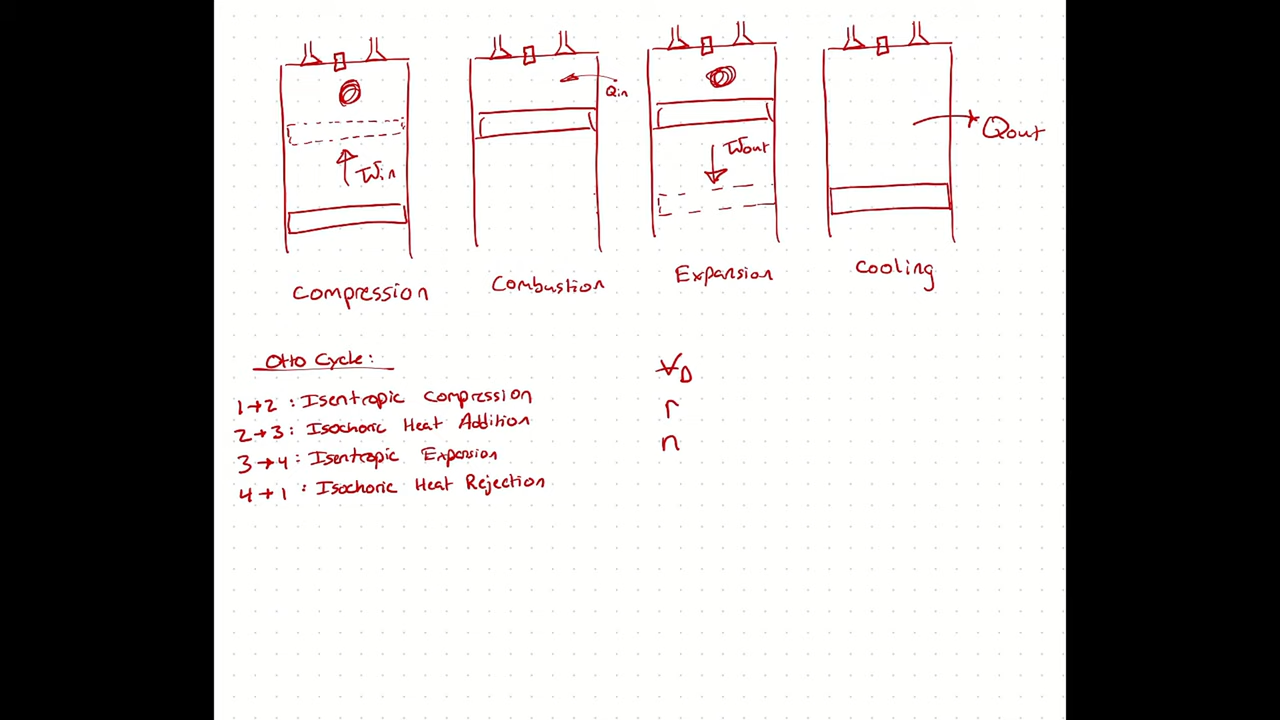 Win
Qin
Wout
Qout
Compression
Combustion
Expansion
Cooling
Otto Cycle:
1→2: Isentropic Compression
2→3: Isochoric Heat Addition
3→4: Isentropic Expansion
4→1: Isochoric Heat Rejection
V̶D
r
n